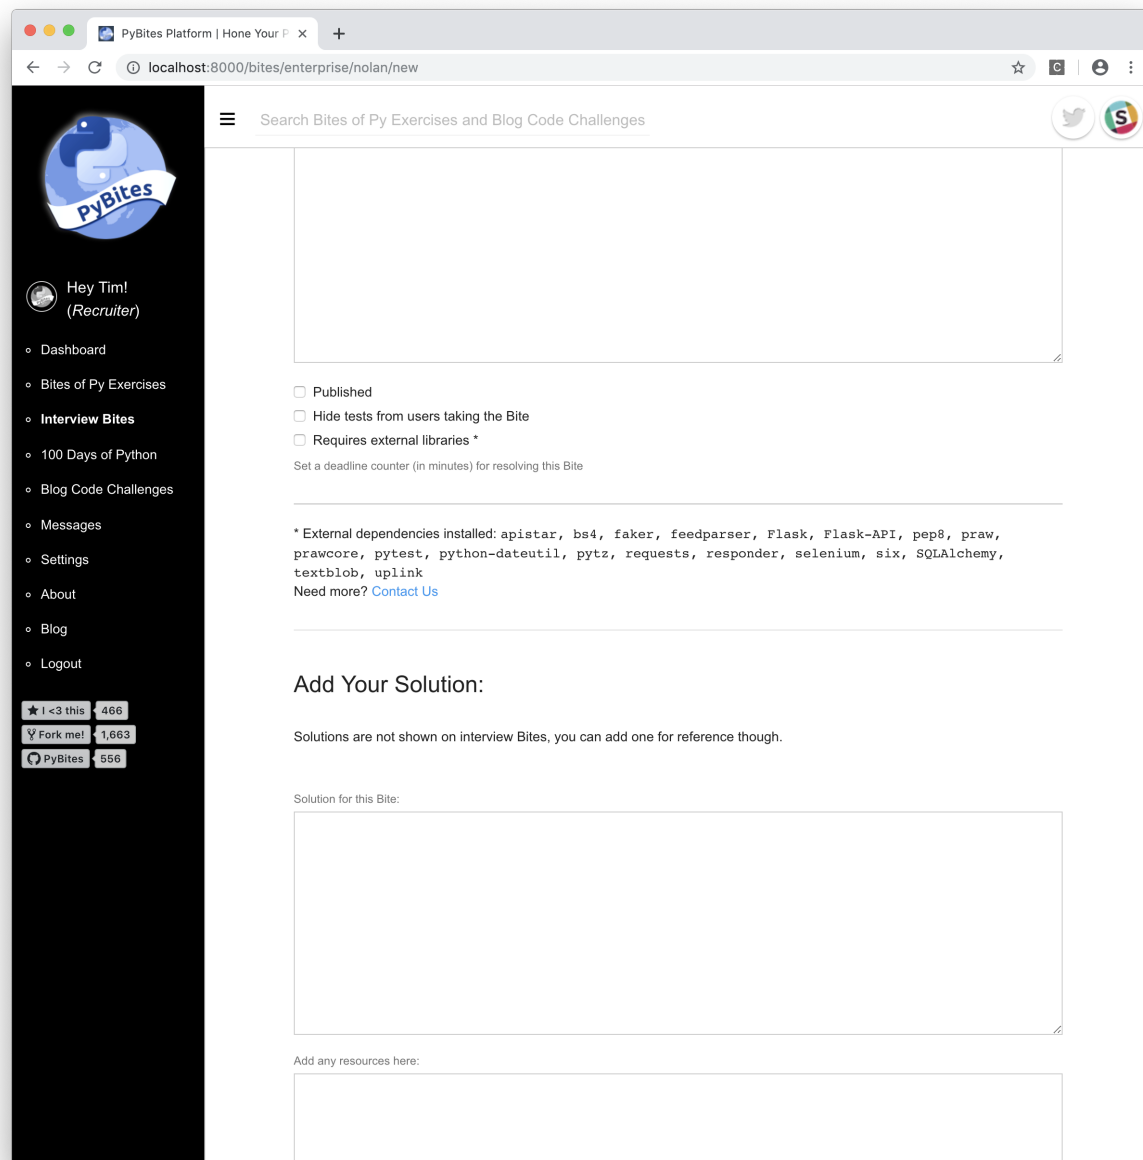 PyBites Platform | Hone Your P
localhost:8000/bites/enterprise/nolan/new
C
PyBites
Search Bites of Py Exercises and Blog Code Challenges
S
Hey Tim!
(Recruiter)
Dashboard
Bites of Py Exercises
Interview Bites
100 Days of Python
Blog Code Challenges
Messages
Settings
About
Blog
Logout
I <3 this 466
Fork me! 1,663
PyBites 556
Published
Hide tests from users taking the Bite
Requires external libraries *
Set a deadline counter (in minutes) for resolving this Bite
* External dependencies installed: apistar, bs4, faker, feedparser, Flask, Flask-API, pep8, praw,
prawcore, pytest, python-dateutil, pytz, requests, responder, selenium, six, SQLAlchemy,
textblob, uplink
Need more? Contact Us
Add Your Solution:
Solutions are not shown on interview Bites, you can add one for reference though.
Solution for this Bite:
Add any resources here: